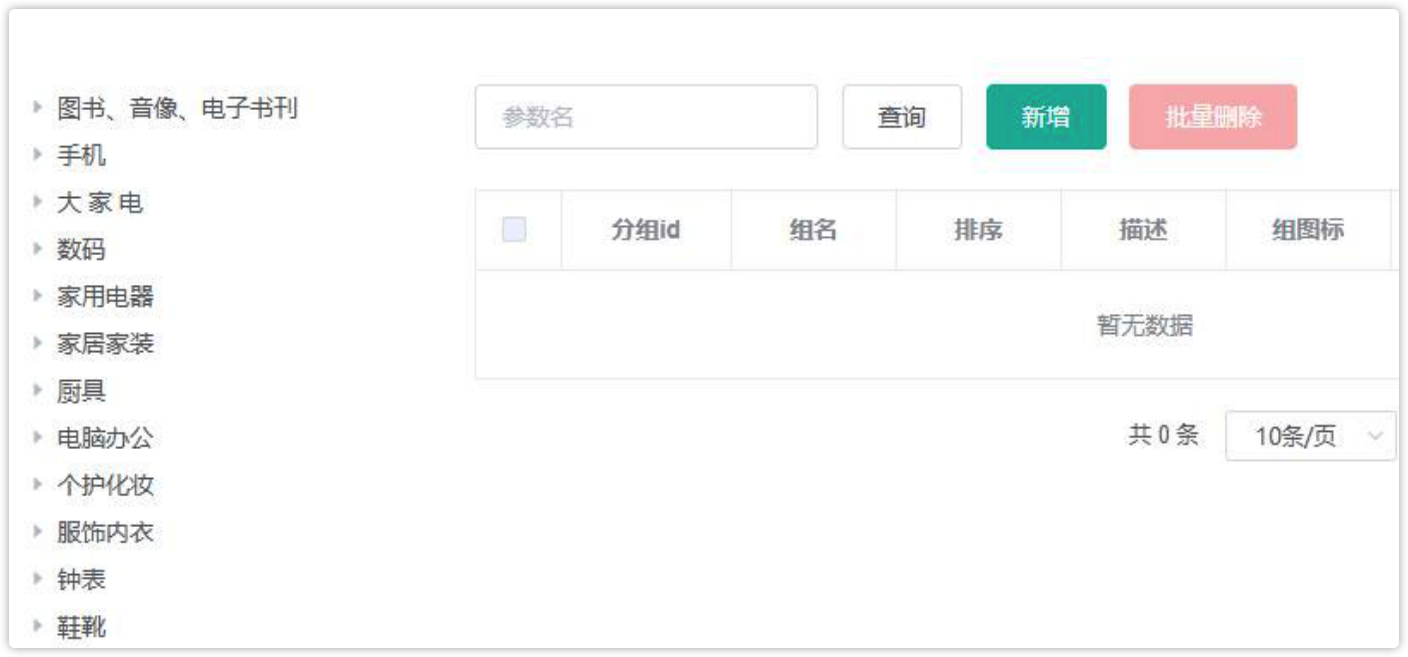 图书、音像、电子书刊
手机
大 家 电
数码
家用电器
家居家装
厨具
电脑办公
个护化妆
服饰内衣
钟表
鞋靴
参数名 查询 新增 批量删除
分组id 组名 排序 描述 组图标
暂无数据
共 0 条 10条/页